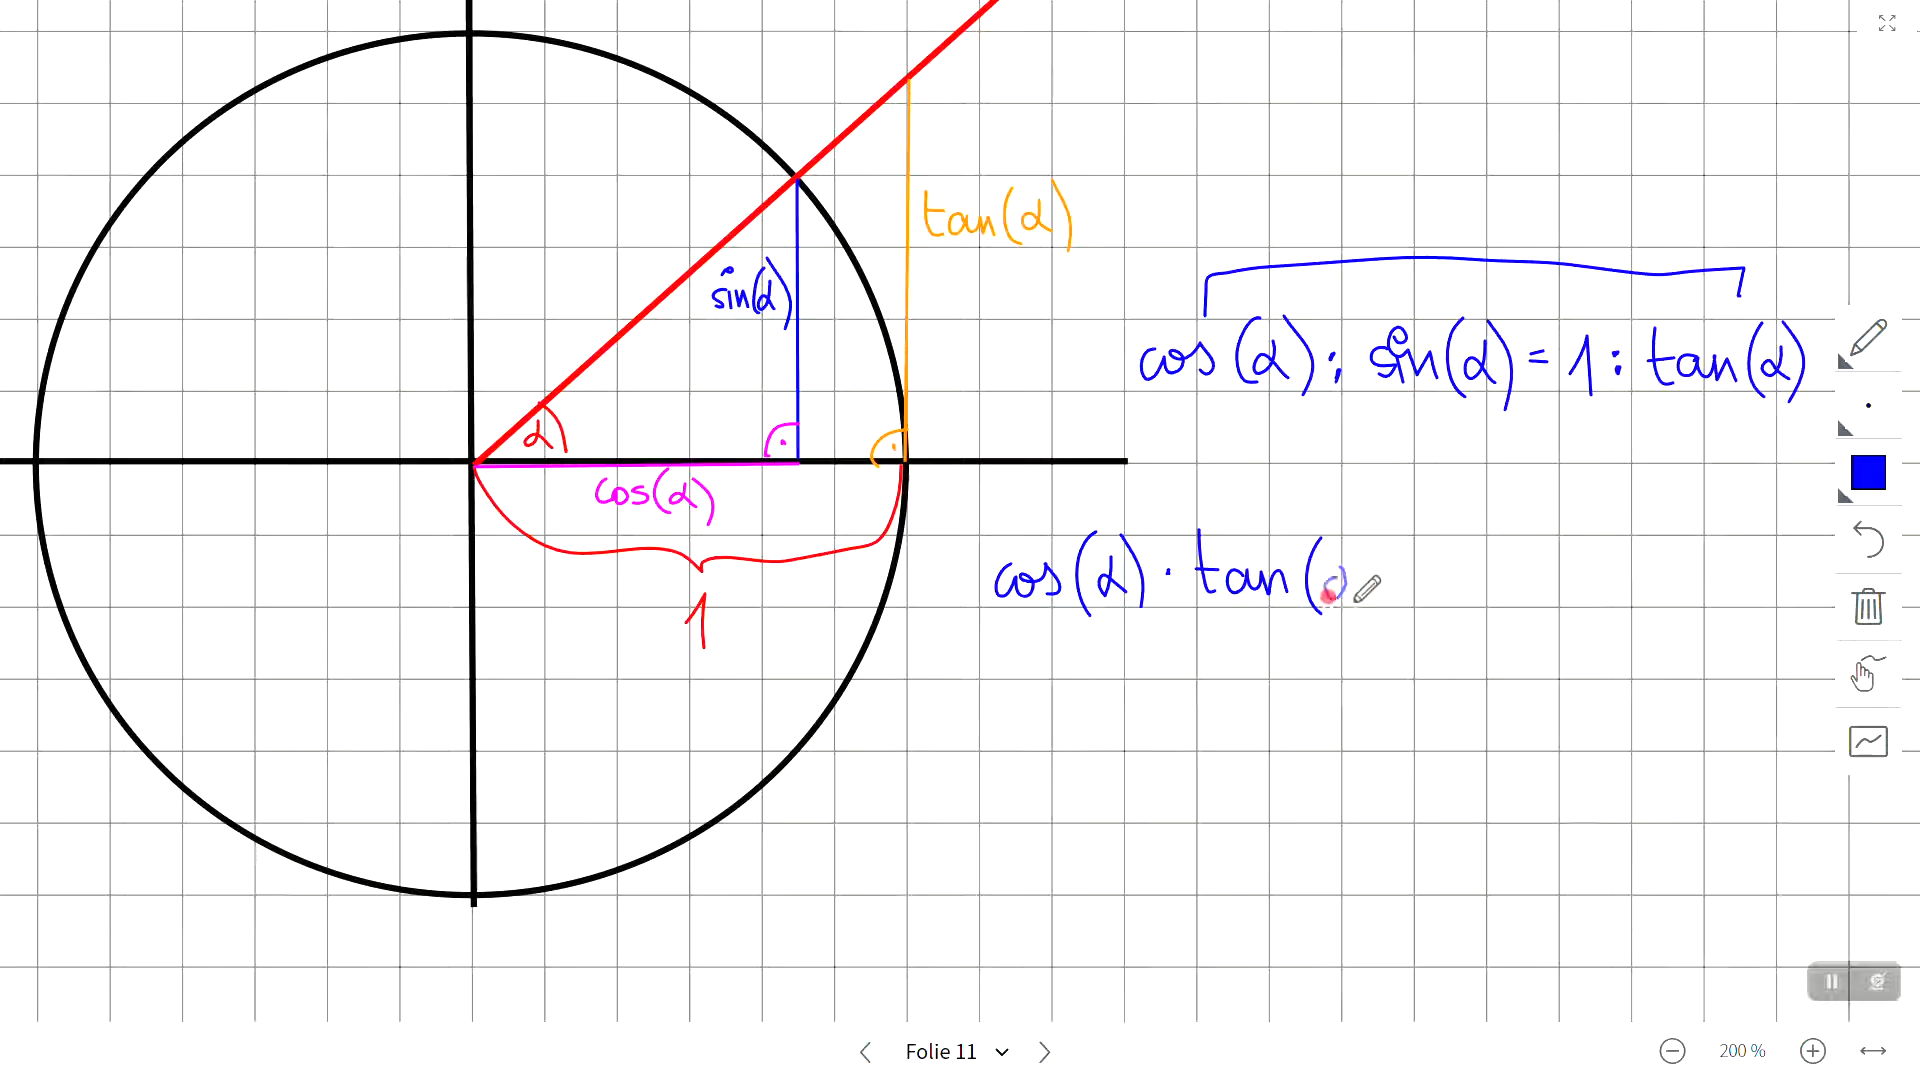 tan(α)
sin(α)
cos(α) : sin(α) = 1 : tan(α)
α
cos(α)
cos(α) · tan(
1
Folie 11
200 %